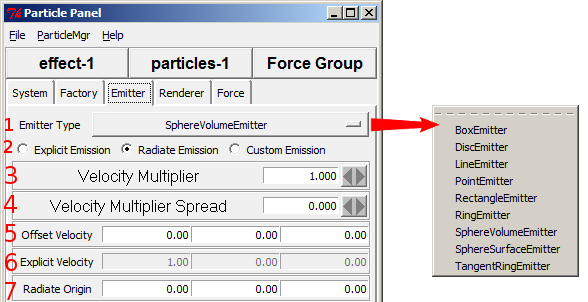 Particle Panel
File ParticleMgr Help
effect-1 particles-1 Force Group
System Factory Emitter Renderer Force
1 Emitter Type SphereVolumeEmitter
2 Explicit Emission Radiate Emission Custom Emission
3 Velocity Multiplier 1.000
4 Velocity Multiplier Spread 0.000
5 Offset Velocity 0.00 0.00 0.00
6 Explicit Velocity 1.00 0.00 0.00
7 Radiate Origin 0.00 0.00 0.00
BoxEmitter
DiscEmitter
LineEmitter
PointEmitter
RectangleEmitter
RingEmitter
SphereVolumeEmitter
SphereSurfaceEmitter
TangentRingEmitter